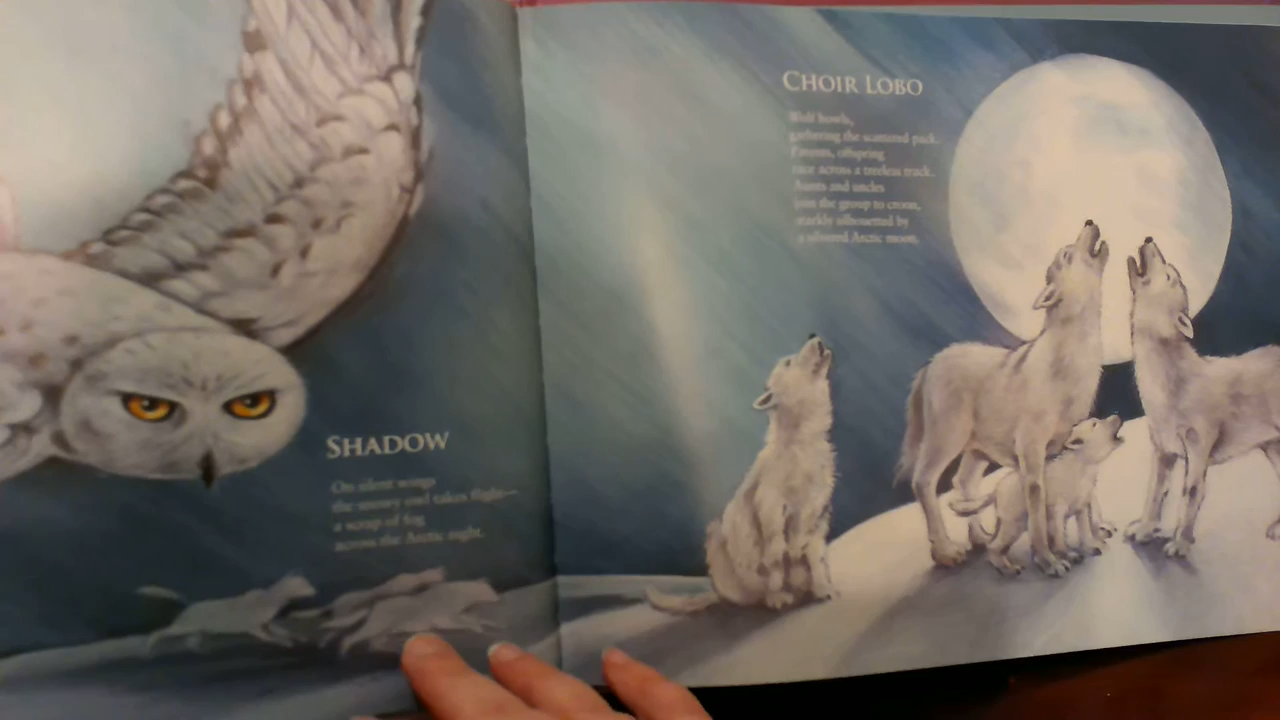 SHADOW
On silent wings
the snowy owl takes flight—
a scrap of fog
across the Arctic night.
CHOIR LOBO
Wolf howls,
gathering the scattered pack.
Parents, offspring
race across a treeless track.
Aunts and uncles
join the group to croon,
starkly silhouetted by
a silvered Arctic moon.